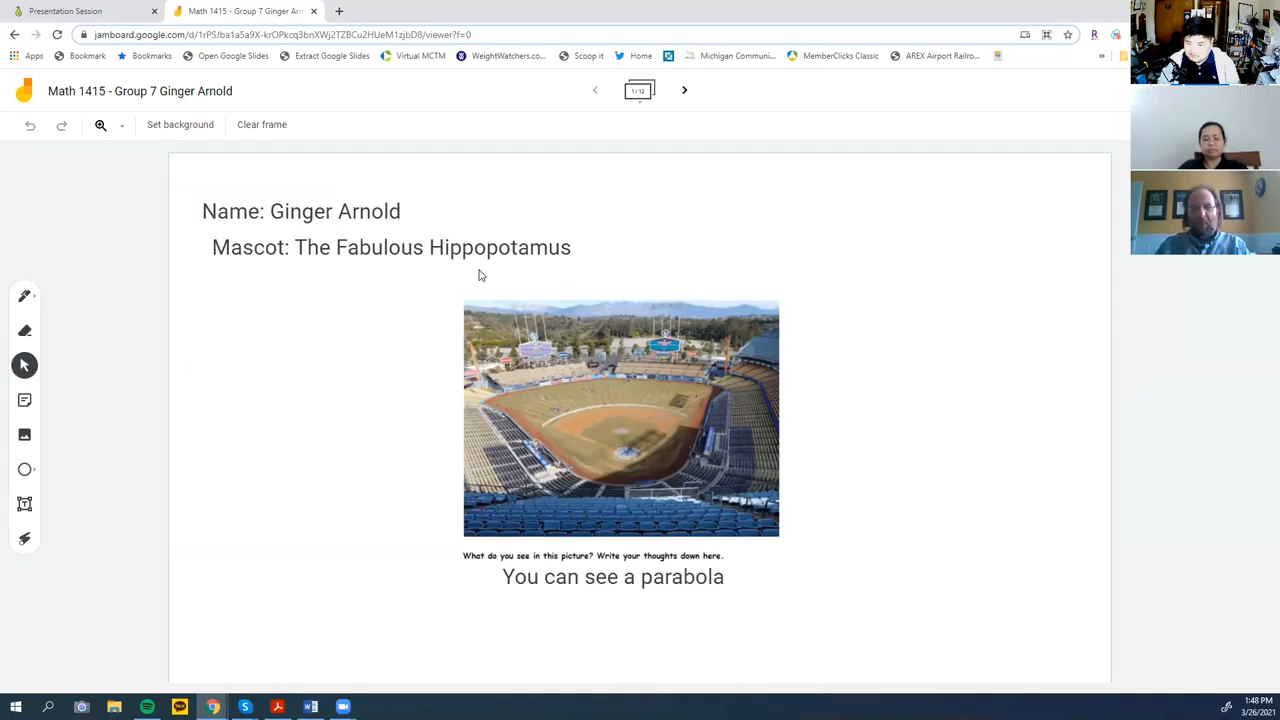 Presentation Session
Math 1415 - Group 7 Ginger Arn
jamboard.google.com/d/1rPSJba1aSa9X-krOPkcq3bnXWj2TZBCu2HUeM1zjbD8/viewer?f=0
Apps
Bookmark
Bookmarks
Open Google Slides
Extract Google Slides
Virtual MCTM
WeightWatchers.com...
Scoop it
Home
Michigan Communi...
MemberClicks Classic
AREX Airport Railro...
Math 1415 - Group 7 Ginger Arnold
1 / 12
Set background
Clear frame
Name: Ginger Arnold
Mascot: The Fabulous Hippopotamus
What do you see in this picture? Write your thoughts down here.
You can see a parabola
1:48 PM
3/26/2021